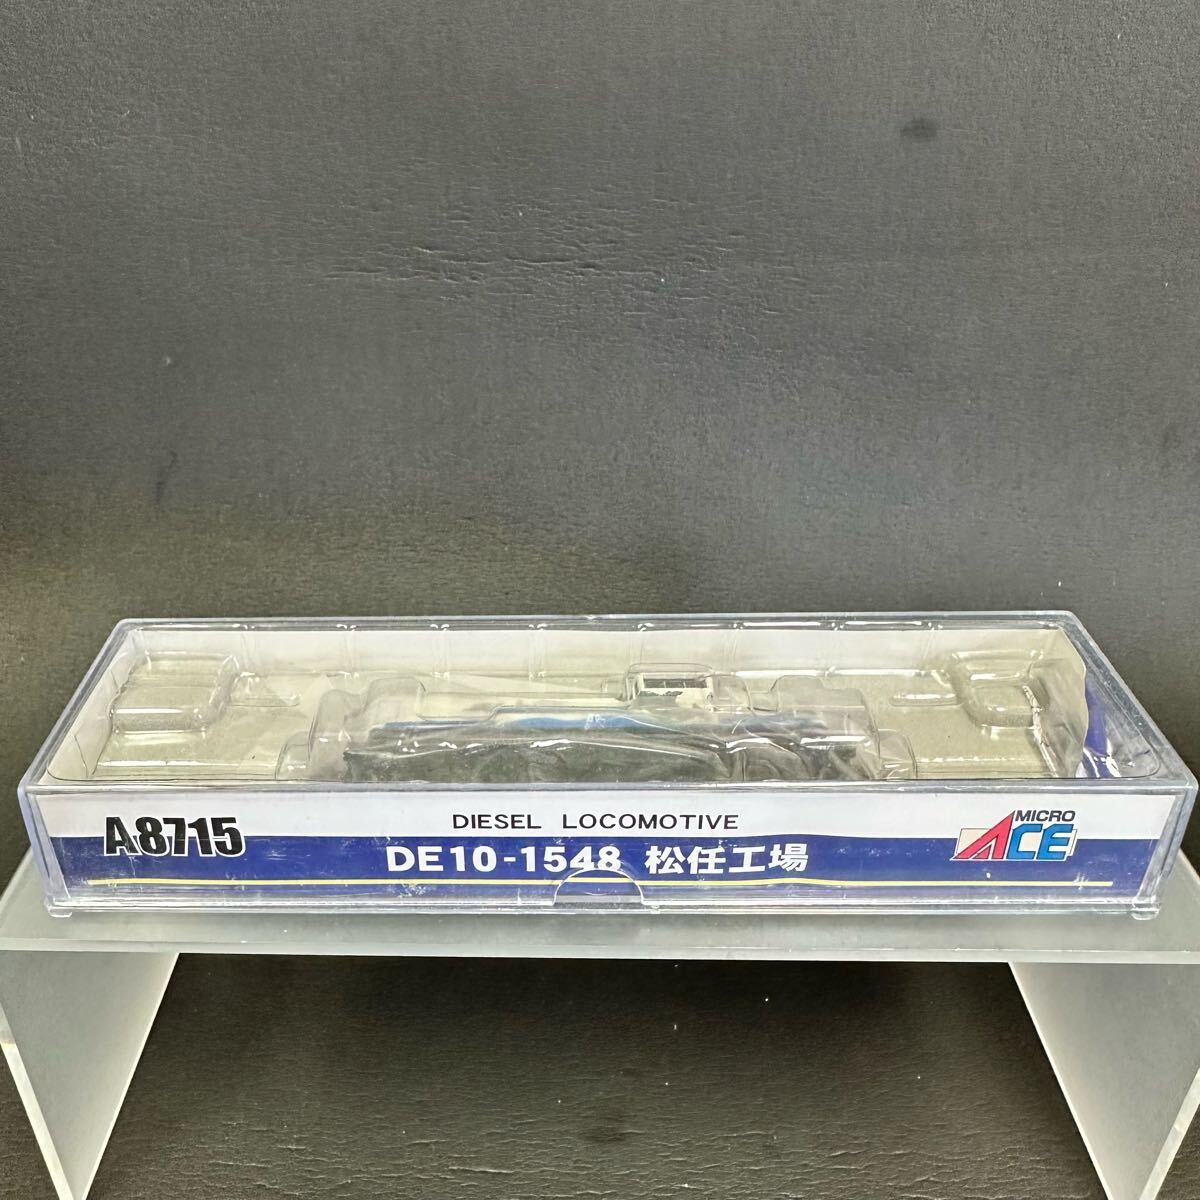 A8715
DIESEL LOCOMOTIVE
DE10-1548 松任工場
MICRO
ACE